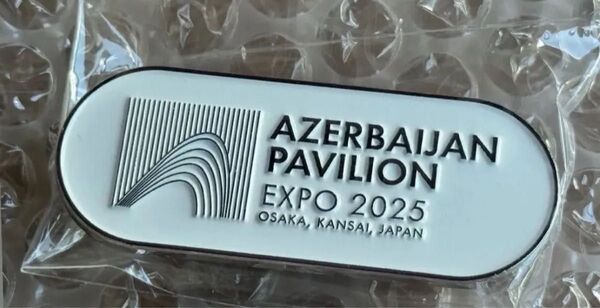 AZERBAIJAN
PAVILION
EXPO 2025
OSAKA, KANSAI, JAPAN